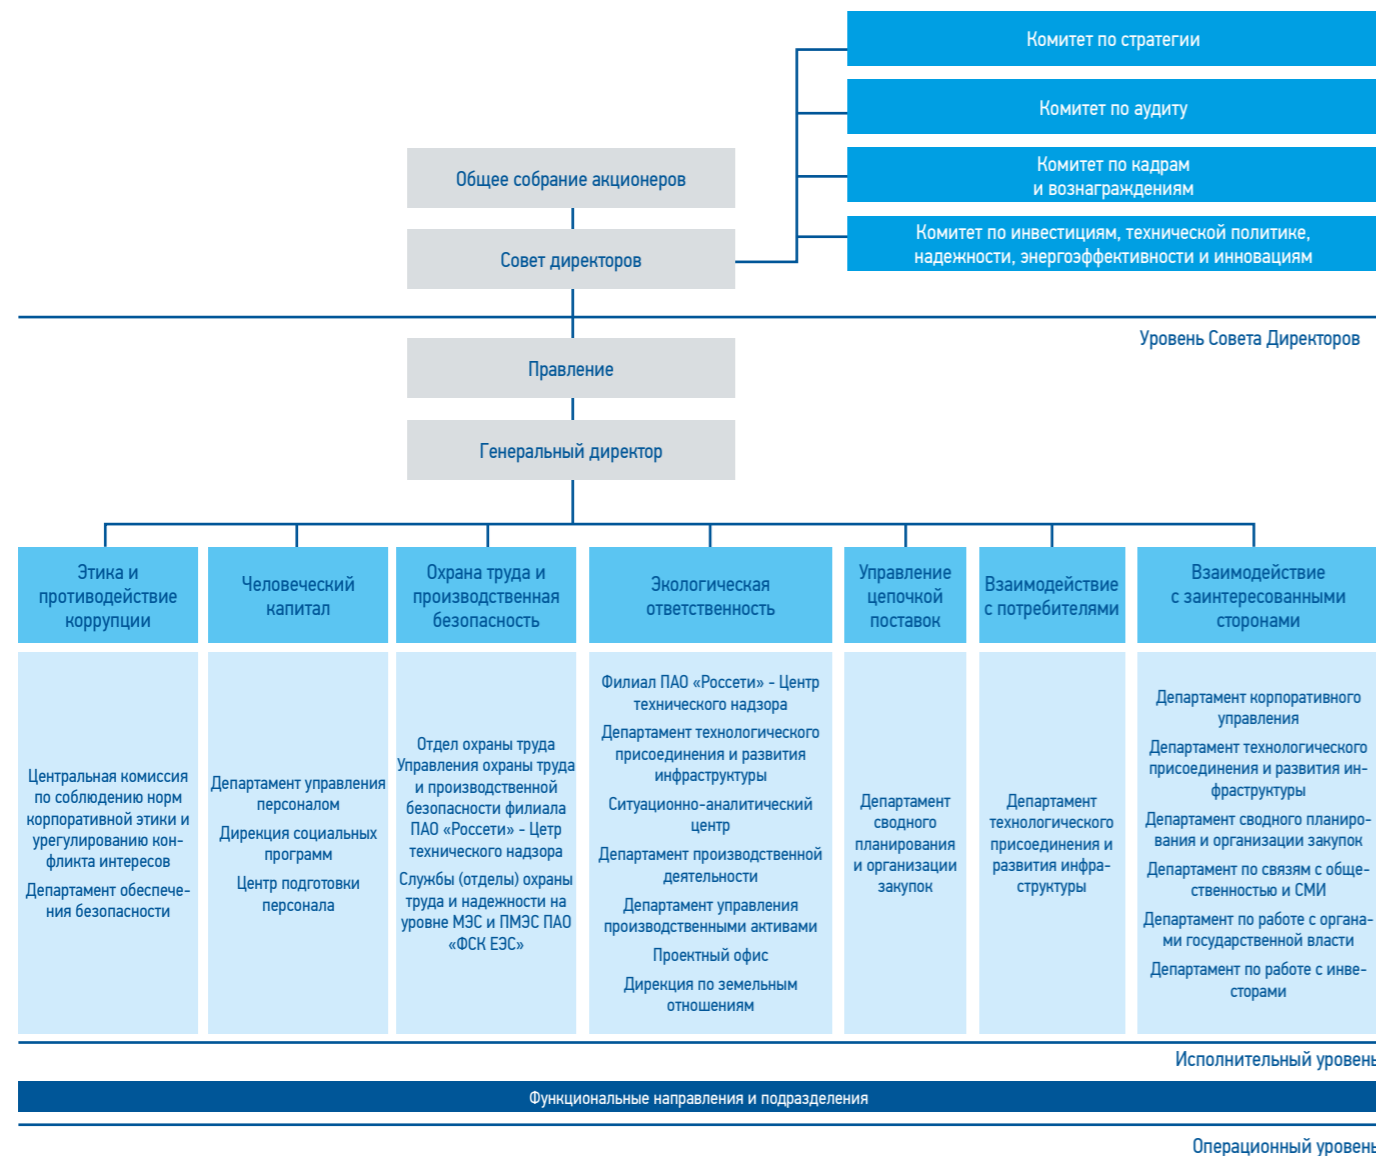 Комитет по стратегии
Комитет по аудиту
Комитет по кадрам
и вознаграждениям
Комитет по инвестициям, технической политике,
надежности, энергоэффективности и инновациям
Общее собрание акционеров
Совет директоров
Уровень Совета Директоров
Правление
Генеральный директор
Этика и
противодействие
коррупции
Человеческий
капитал
Охрана труда и
производственная
безопасность
Экологическая
ответственность
Управление
цепочкой
поставок
Взаимодействие
с потребителями
Взаимодействие
с заинтересованными
сторонами
Центральная комиссия
по соблюдению норм
корпоративной этики и
урегулированию кон-
фликта интересов
Департамент обеспече-
ния безопасности
Департамент управления
персоналом
Дирекция социальных
программ
Центр подготовки
персонала
Отдел охраны труда
Управления охраны труда
и производственной
безопасности филиала
ПАО «Россети» - Цетр
технического надзора
Службы (отделы) охраны
труда и надежности на
уровне МЭС и ПМЭС ПАО
«ФСК ЕЭС»
Филиал ПАО «Россети» - Центр
технического надзора
Департамент технологического
присоединения и развития
инфраструктуры
Ситуационно-аналитический
центр
Департамент производственной
деятельности
Департамент управления
производственными активами
Проектный офис
Дирекция по земельным
отношениям
Департамент
сводного
планирования
и организации
закупок
Департамент
технологического
присоединения и
развития инфра-
структуры
Департамент корпоративного
управления
Департамент технологического
присоединения и развития ин-
фраструктуры
Департамент сводного планиро-
вания и организации закупок
Департамент по связям с обще-
ственностью и СМИ
Департамент по работе с органа-
ми государственной власти
Департамент по работе с инве-
сторами
Исполнительный уровень
Функциональные направления и подразделения
Операционный уровень